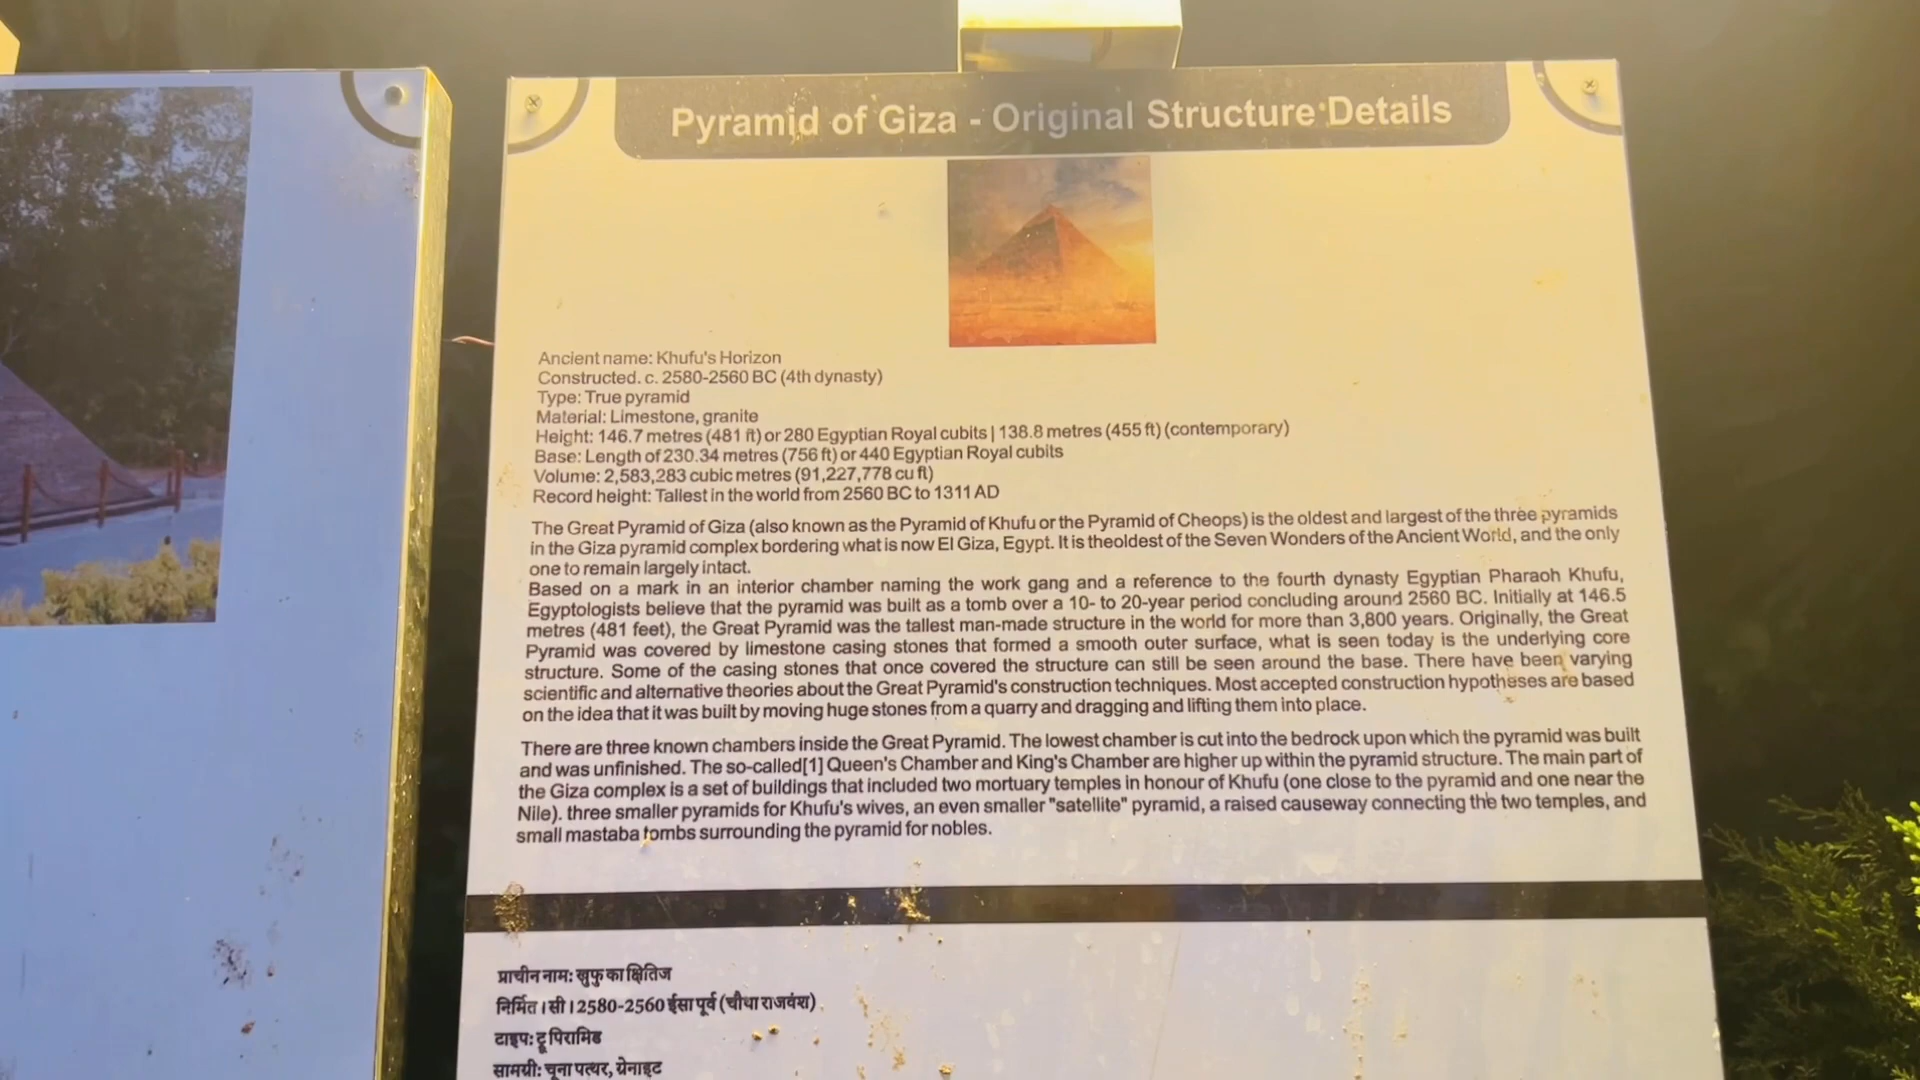 Pyramid of Giza - Original Structure Details
Ancient name: Khufu's Horizon
Constructed. c. 2580-2560 BC (4th dynasty)
Type: True pyramid
Material: Limestone, granite
Height: 146.7 metres (481 ft) or 280 Egyptian Royal cubits | 138.8 metres (455 ft) (contemporary)
Base: Length of 230.34 metres (756 ft) or 440 Egyptian Royal cubits
Volume: 2,583,283 cubic metres (91,227,778 cu ft)
Record height: Tallest in the world from 2560 BC to 1311 AD
The Great Pyramid of Giza (also known as the Pyramid of Khufu or the Pyramid of Cheops) is the oldest and largest of the three pyramids
in the Giza pyramid complex bordering what is now El Giza, Egypt. It is theoldest of the Seven Wonders of the Ancient World, and the only
one to remain largely intact.
Based on a mark in an interior chamber naming the work gang and a reference to the fourth dynasty Egyptian Pharaoh Khufu,
Egyptologists believe that the pyramid was built as a tomb over a 10- to 20-year period concluding around 2560 BC. Initially at 146.5
metres (481 feet), the Great Pyramid was the tallest man-made structure in the world for more than 3,800 years. Originally, the Great
Pyramid was covered by limestone casing stones that formed a smooth outer surface, what is seen today is the underlying core
structure. Some of the casing stones that once covered the structure can still be seen around the base. There have been varying
scientific and alternative theories about the Great Pyramid's construction techniques. Most accepted construction hypotheses are based
on the idea that it was built by moving huge stones from a quarry and dragging and lifting them into place.
There are three known chambers inside the Great Pyramid. The lowest chamber is cut into the bedrock upon which the pyramid was built
and was unfinished. The so-called[1] Queen's Chamber and King's Chamber are higher up within the pyramid structure. The main part of
the Giza complex is a set of buildings that included two mortuary temples in honour of Khufu (one close to the pyramid and one near the
Nile). three smaller pyramids for Khufu's wives, an even smaller "satellite" pyramid, a raised causeway connecting the two temples, and
small mastaba tombs surrounding the pyramid for nobles.
प्राचीन नाम: खुफु का क्षितिज
निर्मित। सी। 2580-2560 ईसा पूर्व (चौथा राजवंश)
टाइप: ट्रू पिरामिड
सामग्री: चूना पत्थर, ग्रेनाइट